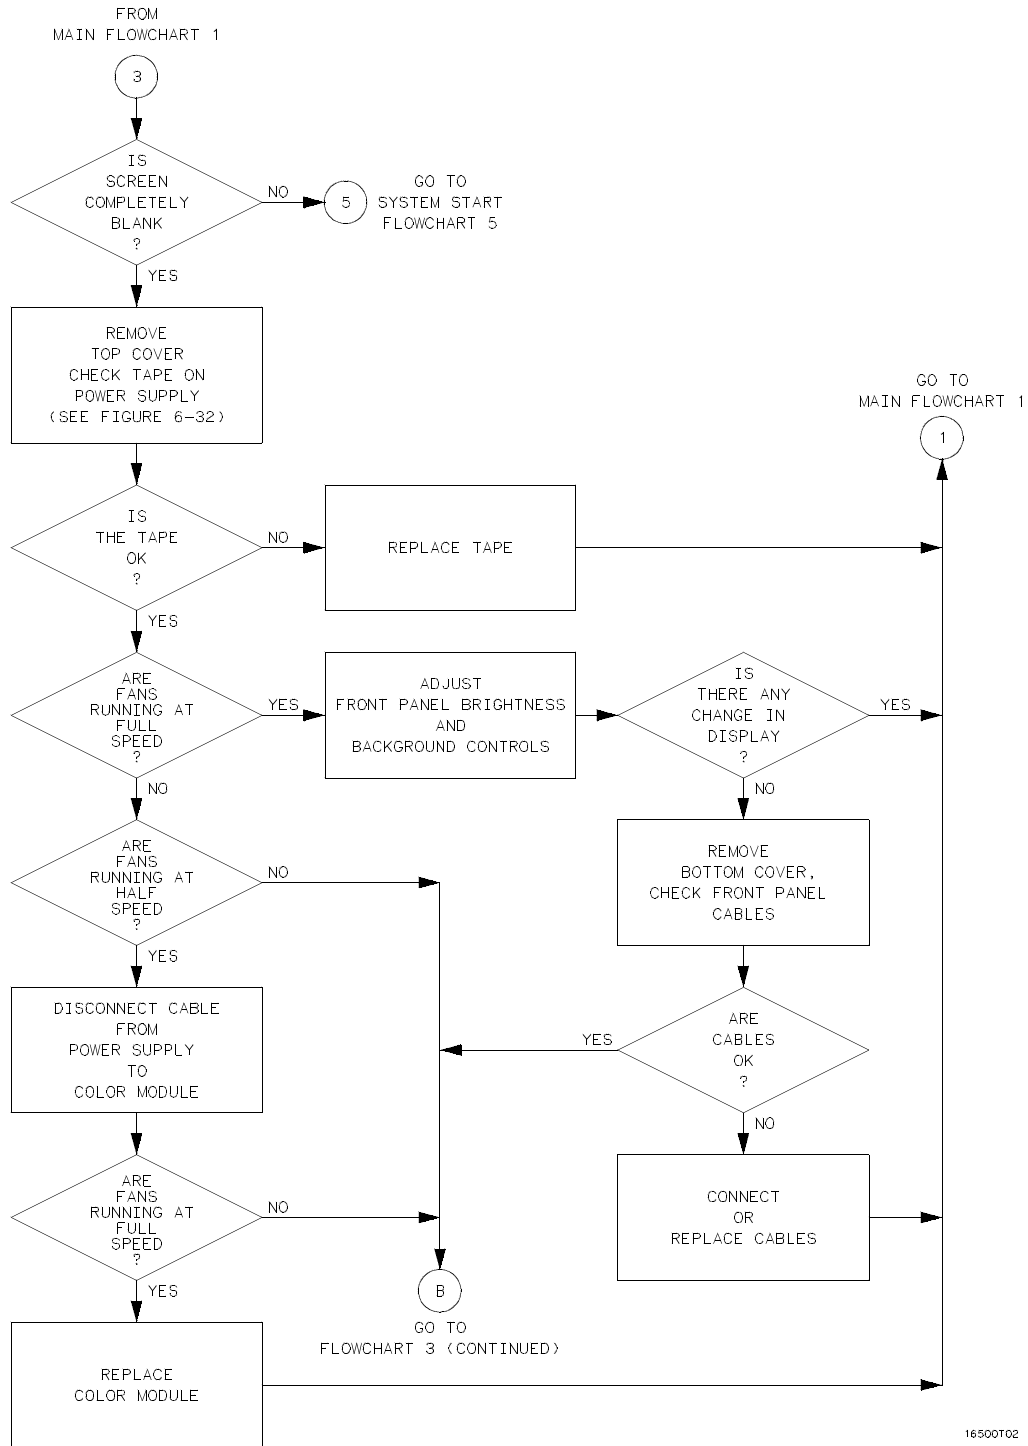 FROM
MAIN FLOWCHART 1
3
IS
SCREEN
COMPLETELY
BLANK
?
NO
5
GO TO
SYSTEM START
FLOWCHART 5
YES
REMOVE
TOP COVER
CHECK TAPE ON
POWER SUPPLY
(SEE FIGURE 6-32)
GO TO
MAIN FLOWCHART 1
1
IS
THE TAPE
OK
?
NO
REPLACE TAPE
YES
ARE
FANS
RUNNING AT
FULL
SPEED
?
YES
ADJUST
FRONT PANEL BRIGHTNESS
AND
BACKGROUND CONTROLS
IS
THERE ANY
CHANGE IN
DISPLAY
?
YES
NO
NO
ARE
FANS
RUNNING AT
HALF
SPEED
?
NO
REMOVE
BOTTOM COVER,
CHECK FRONT PANEL
CABLES
YES
DISCONNECT CABLE
FROM
POWER SUPPLY
TO
COLOR MODULE
ARE
CABLES
OK
?
YES
NO
ARE
FANS
RUNNING AT
FULL
SPEED
?
NO
CONNECT
OR
REPLACE CABLES
YES
B
GO TO
FLOWCHART 3 (CONTINUED)
REPLACE
COLOR MODULE
16500T02